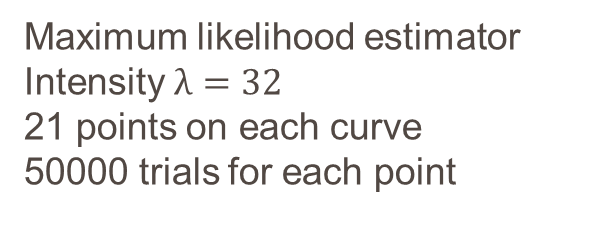 Maximum likelihood estimator
Intensity λ = 32
21 points on each curve
50000 trials for each point